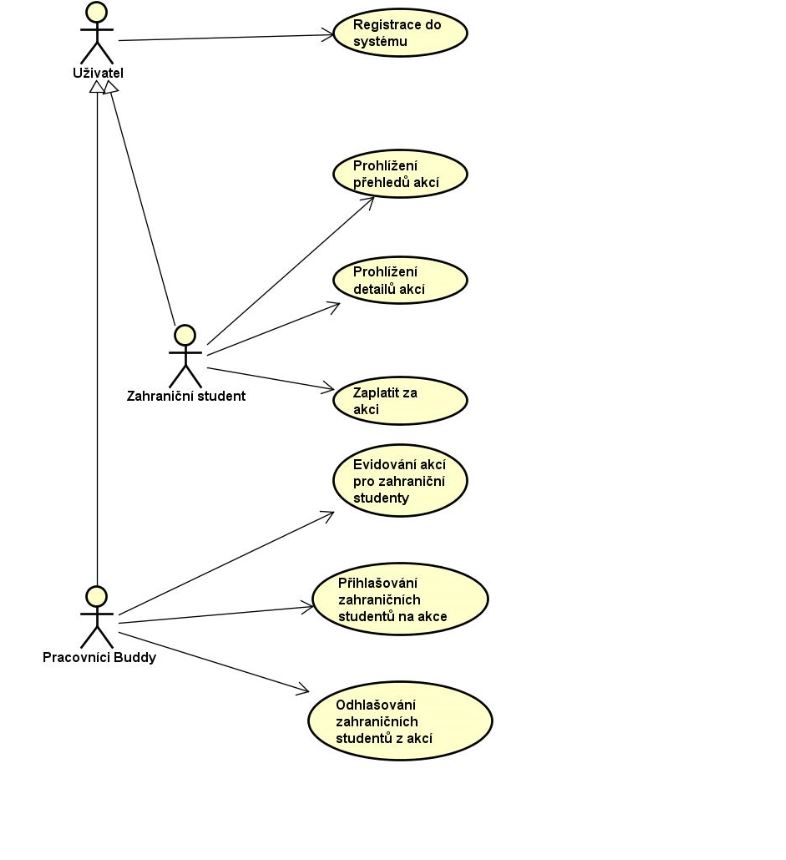 Registrace do
systému
Uživatel
Prohlížení
přehledů akcí
Prohlížení
detailů akcí
Zahraniční student
Zaplatit za
akci
Evidování akcí
pro zahraniční
studenty
Přihlašování
zahraničních
studentů na akce
Pracovníci Buddy
Odhlašování
zahraničních
studentů z akcí